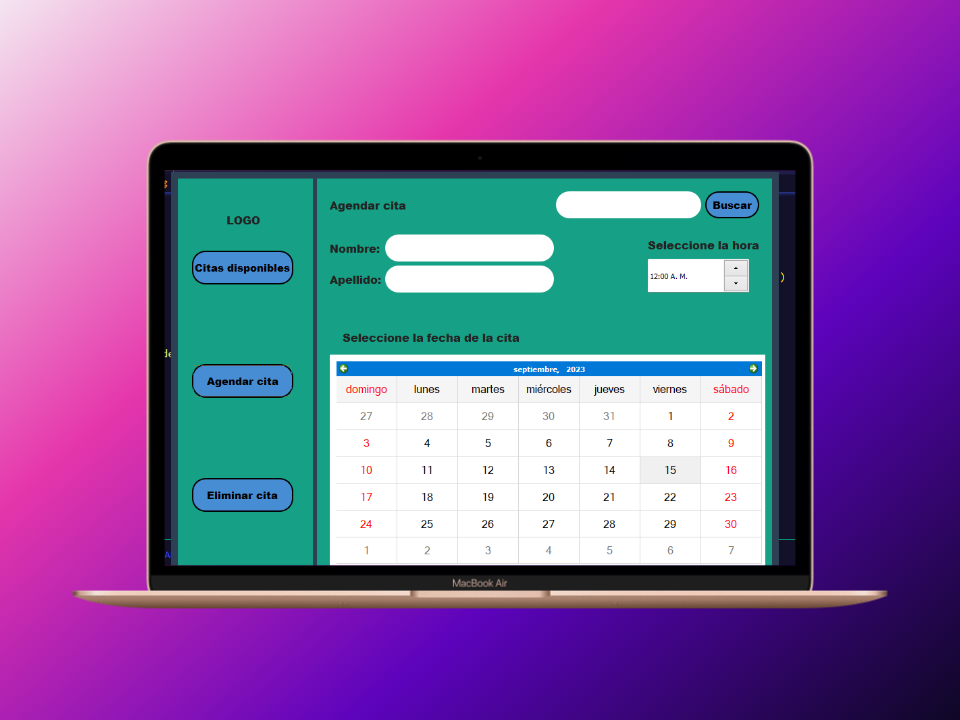 LOGO
Citas disponibles
Agendar cita
Eliminar cita
Agendar cita
Buscar
Nombre:
Apellido:
Seleccione la hora
12:00 A. M.
Seleccione la fecha de la cita
septiembre, 2023
domingo lunes martes miércoles jueves viernes sábado
27 28 29 30 31 1 2
3 4 5 6 7 8 9
10 11 12 13 14 15 16
17 18 19 20 21 22 23
24 25 26 27 28 29 30
1 2 3 4 5 6 7
de
)
MacBook Air